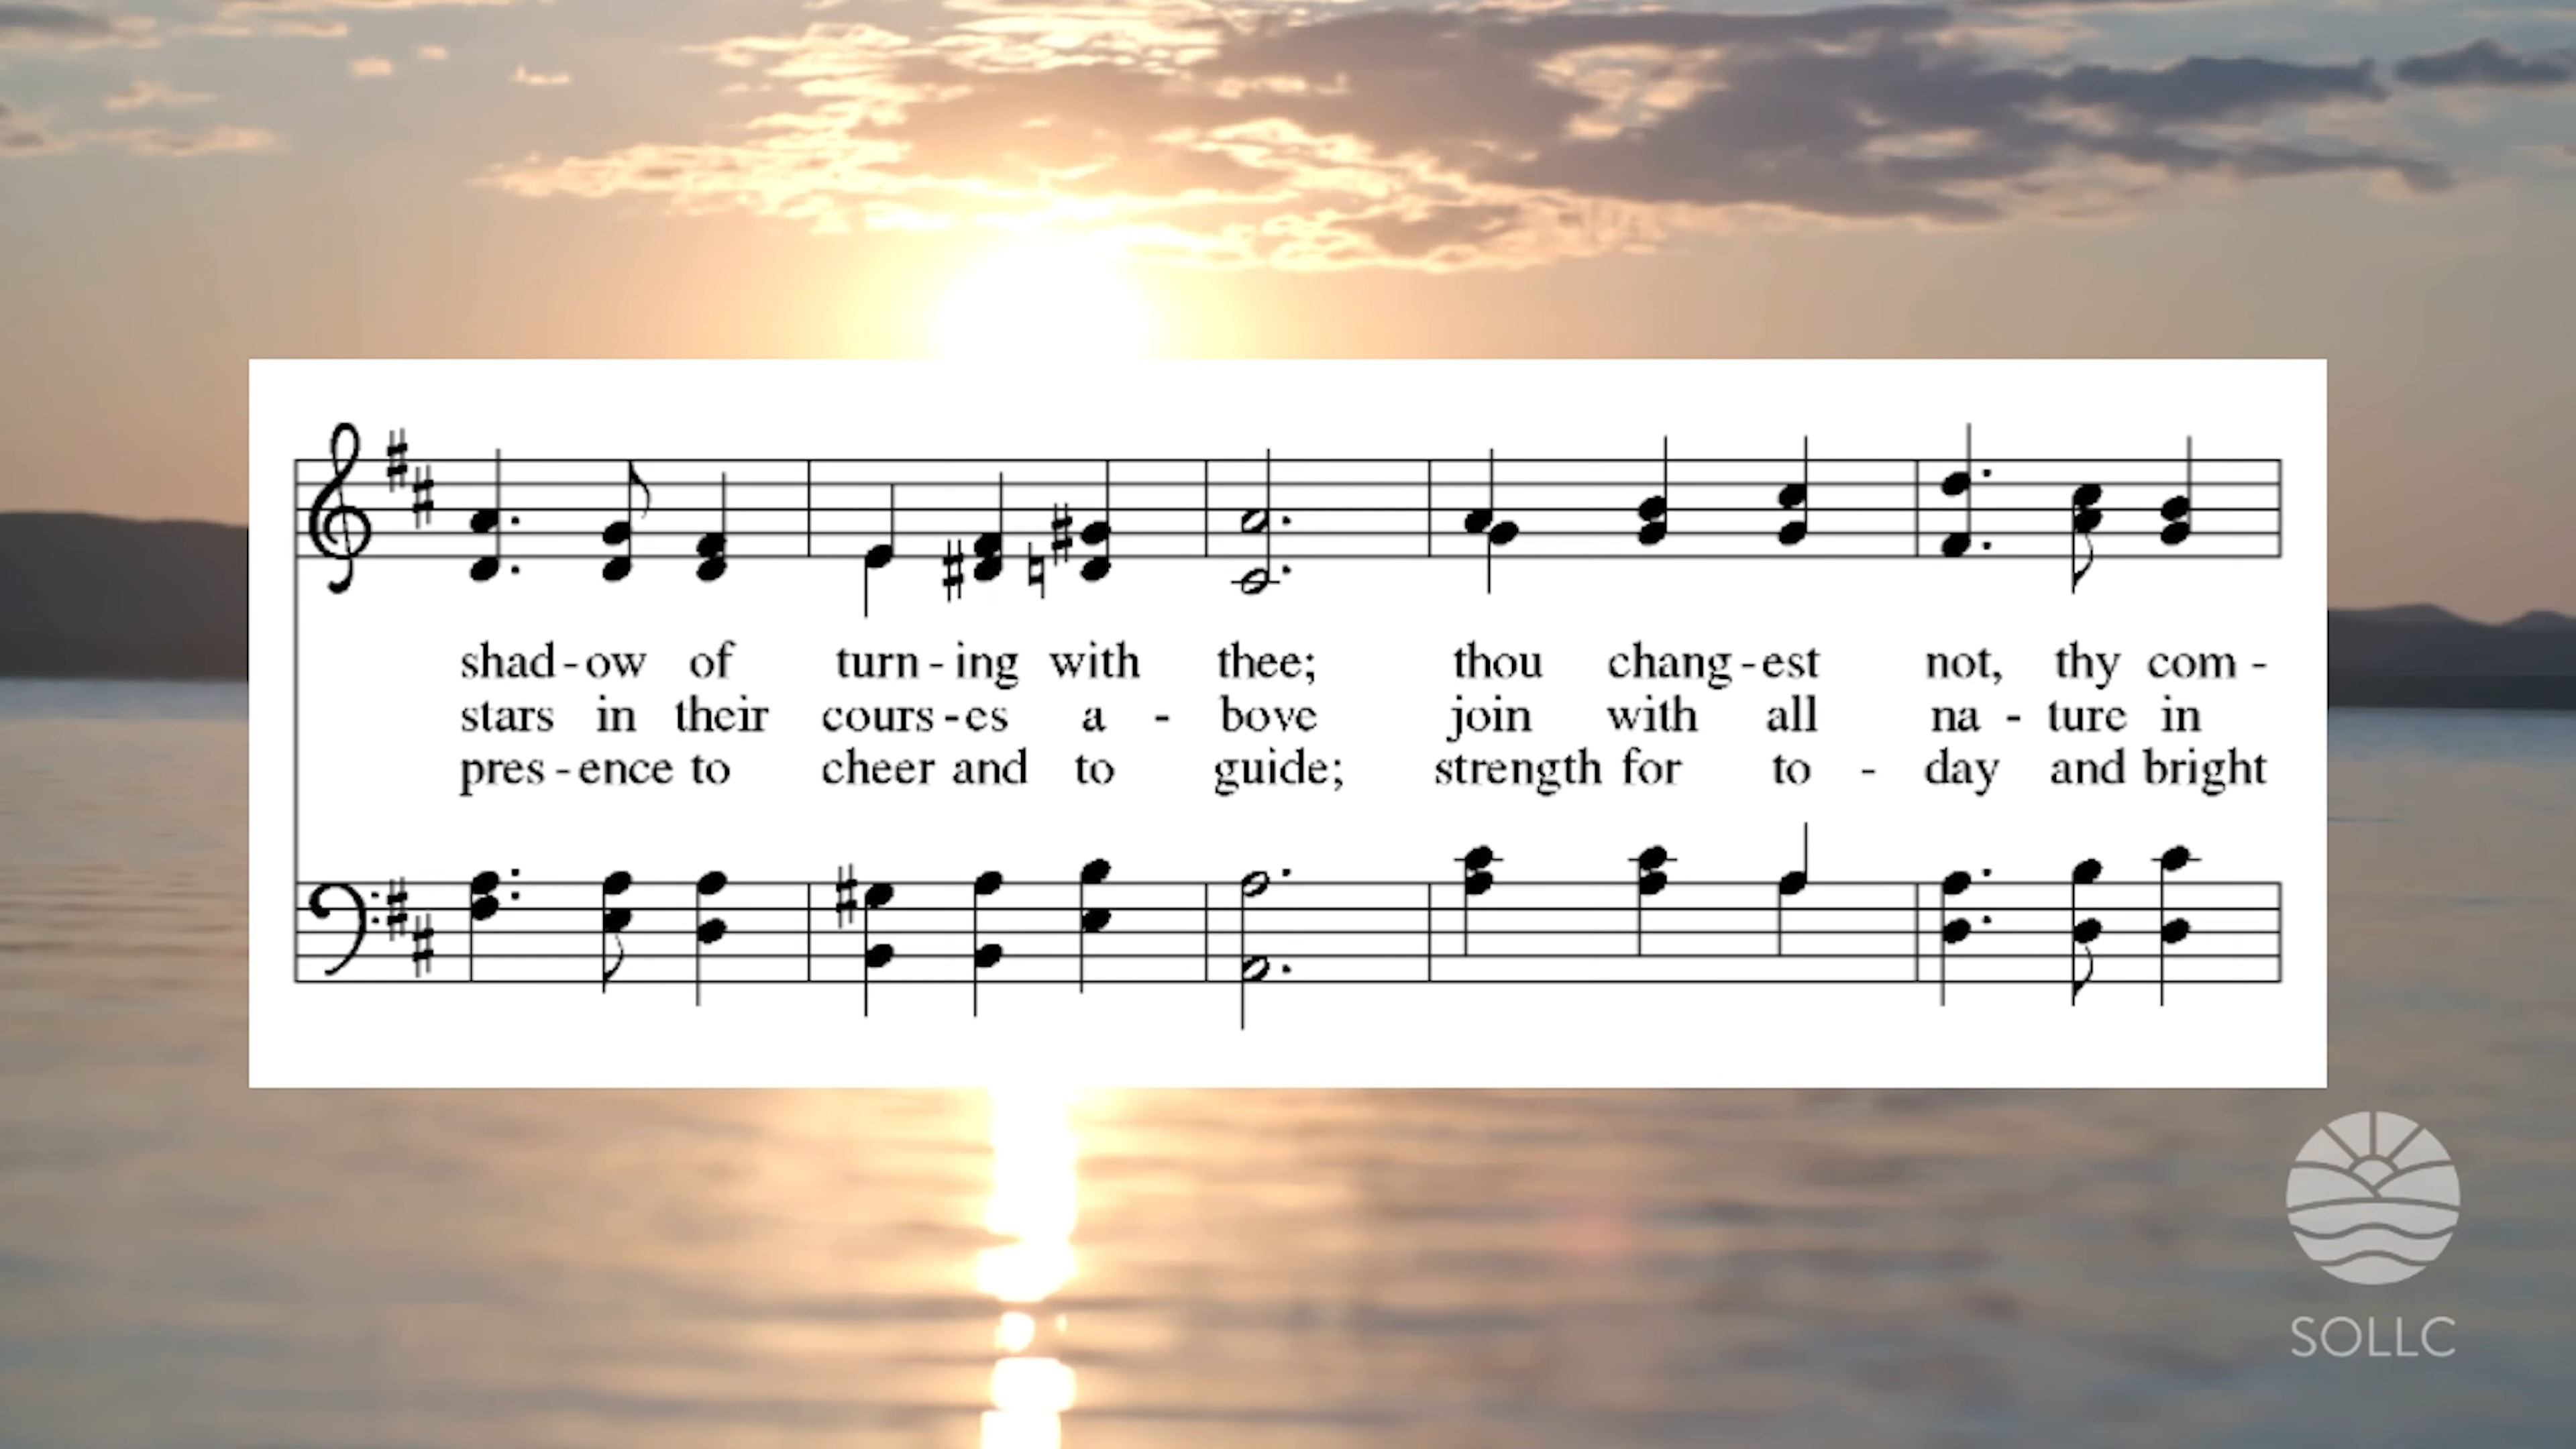 shad - ow of turn - ing with thee; thou chang - est not, thy com -
stars in their cours - es a - bove join with all na - ture in
pres - ence to cheer and to guide; strength for to - day and bright
SOLLC